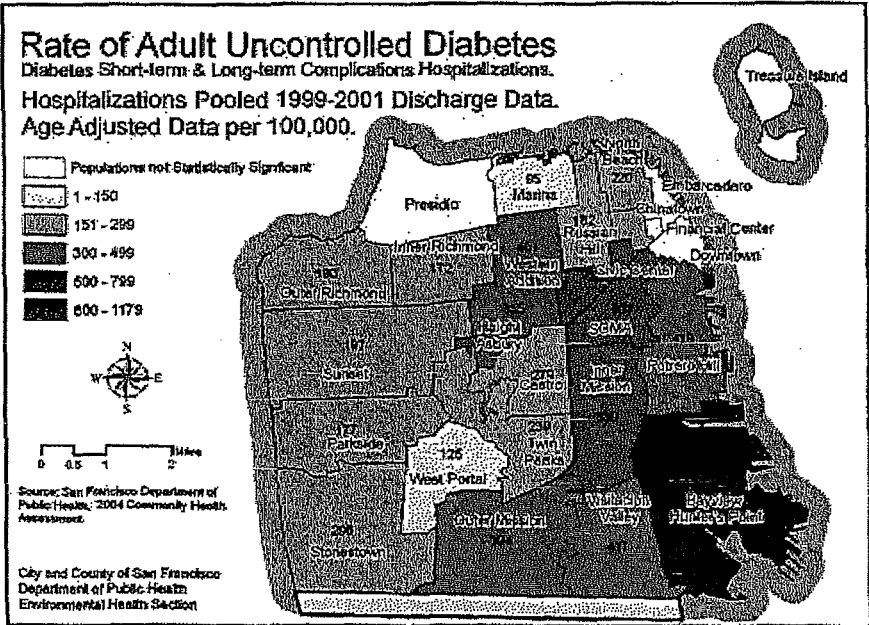 Rate of Adult Uncontrolled Diabetes
Diabetes Short-term & Long-term Complications Hospitalizations.
Hospitalizations Pooled 1999-2001 Discharge Data.
Age Adjusted Data per 100,000.
Populations not Statistically Significant
1 - 150
151 - 299
300 - 499
500 - 799
800 - 1179
N
W
E
S
0 0.5 1 2
Miles
Source: San Francisco Department of
Public Health, 2004 Community Health
Assessment.
City and County of San Francisco
Department of Public Health
Environmental Health Section
Treasure Island
North
Beach
220
Embarcadero
Chinatown
Financial Center
Downtown
95
Marina
Presidio
182
Russian
Hill
Inner Richmond
172
Western
Addition
Civic Center
Outer Richmond
SOMA
Haight
Ashbury
Sunset
Castro
Inner
Mission
Potrero Hill
Parkside
Twin
Peaks
125
West Portal
Bayview
Hunter's Point
Visitacion
Valley
Outer Mission
Stonestown